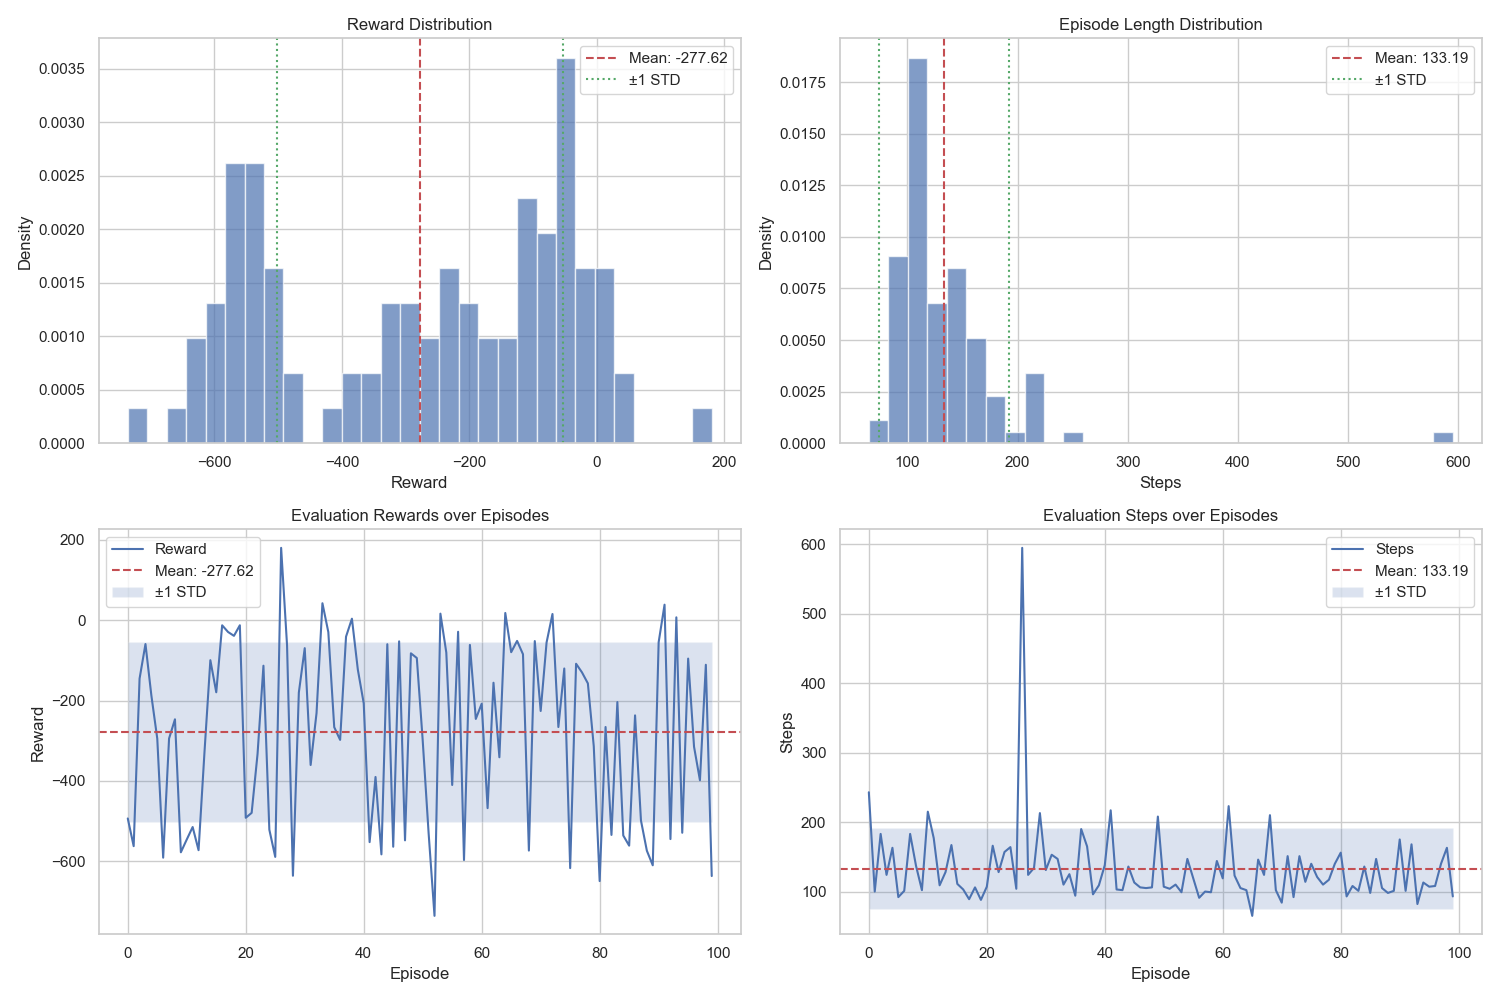 Reward Distribution
Mean: -277.62
±1 STD
0.0035
0.0030
0.0025
0.0020
0.0015
0.0010
0.0005
0.0000
Density
−600
−400
−200
0
200
Reward
Episode Length Distribution
Mean: 133.19
±1 STD
0.0175
0.0150
0.0125
0.0100
0.0075
0.0050
0.0025
0.0000
Density
100
200
300
400
500
600
Steps
Evaluation Rewards over Episodes
Reward
Mean: -277.62
±1 STD
200
0
−200
−400
−600
Reward
0
20
40
60
80
100
Episode
Evaluation Steps over Episodes
Steps
Mean: 133.19
±1 STD
600
500
400
300
200
100
Steps
0
20
40
60
80
100
Episode